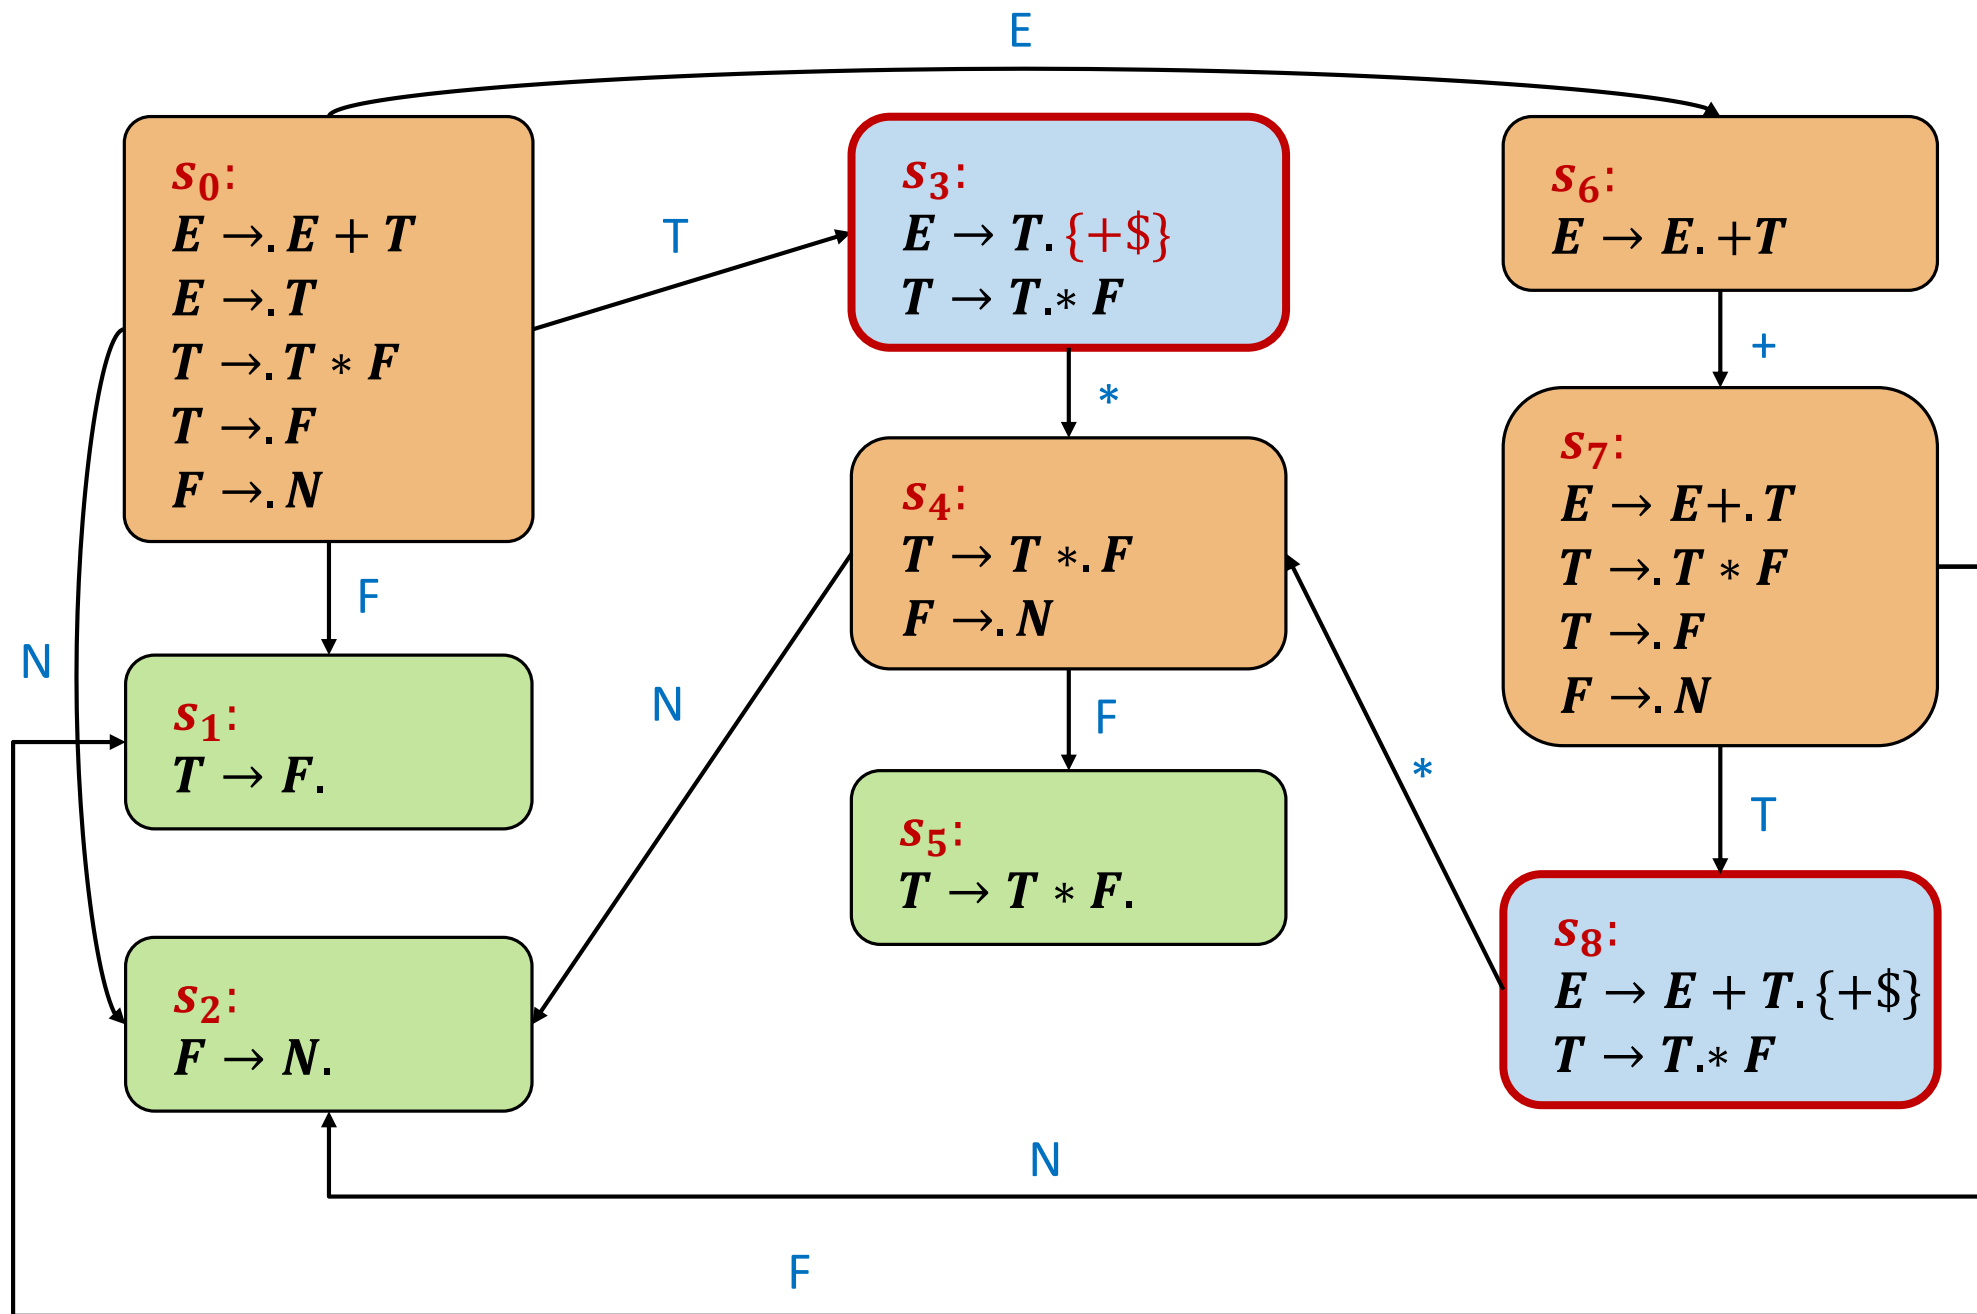 E
s₀:
E →. E + T
E →. T
T →. T * F
T →. F
F →. N
T
s₃:
E → T. {+$}
T → T.* F
s₆:
E → E. +T
+
*
s₇:
E → E+. T
T →. T * F
T →. F
F →. N
s₄:
T → T *. F
F →. N
F
N
s₁:
T → F.
N
F
*
T
s₅:
T → T * F.
s₈:
E → E + T. {+$}
T → T.* F
s₂:
F → N.
N
F